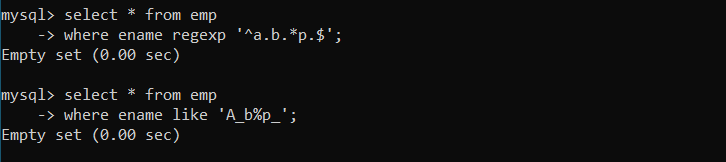 mysql> select * from emp
    -> where ename regexp '^a.b.*p.$';
Empty set (0.00 sec)

mysql> select * from emp
    -> where ename like 'A_b%p_';
Empty set (0.00 sec)